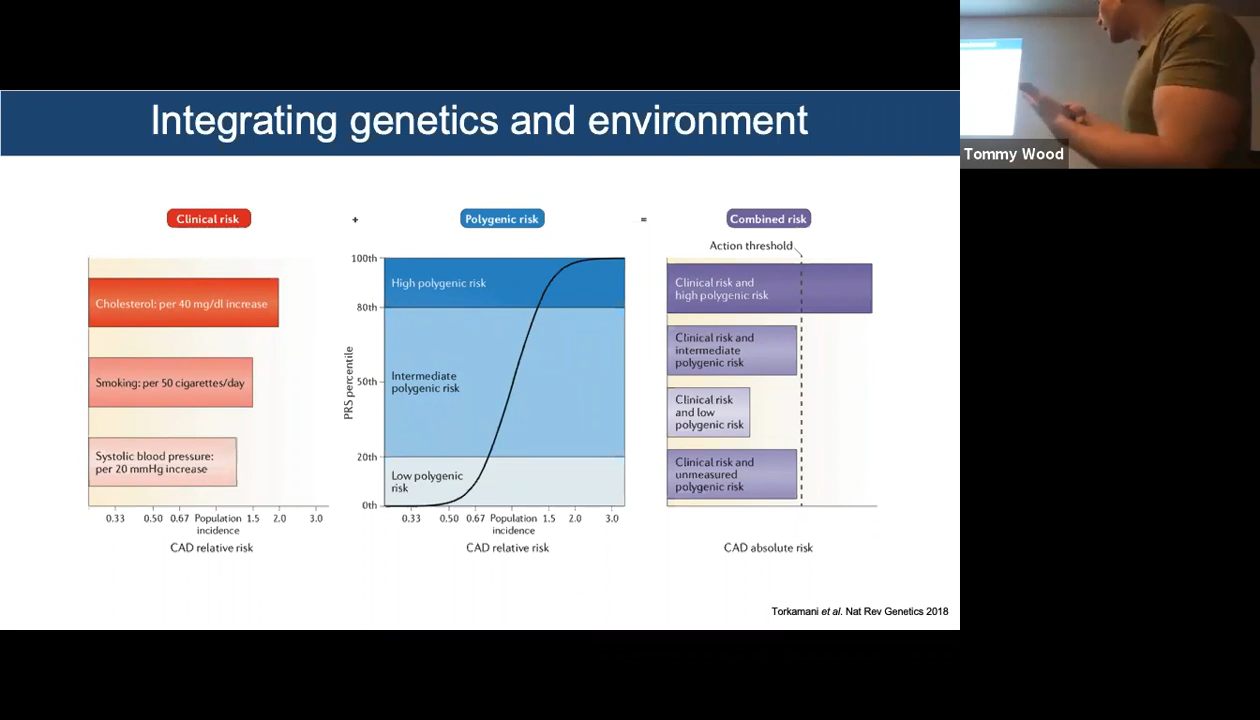 Integrating genetics and environment
Tommy Wood
Clinical risk
+
Polygenic risk
=
Combined risk
Cholesterol: per 40 mg/dl increase
Smoking: per 50 cigarettes/day
Systolic blood pressure:
per 20 mmHg increase
0.33 0.50 0.67 Population 1.5 2.0 3.0
incidence
CAD relative risk
PRS percentile
100th
80th
50th
20th
0th
High polygenic risk
Intermediate
polygenic risk
Low polygenic
risk
0.33 0.50 0.67 Population 1.5 2.0 3.0
incidence
CAD relative risk
Action threshold
Clinical risk and
high polygenic risk
Clinical risk and
intermediate
polygenic risk
Clinical risk
and low
polygenic risk
Clinical risk and
unmeasured
polygenic risk
CAD absolute risk
Torkamani et al. Nat Rev Genetics 2018